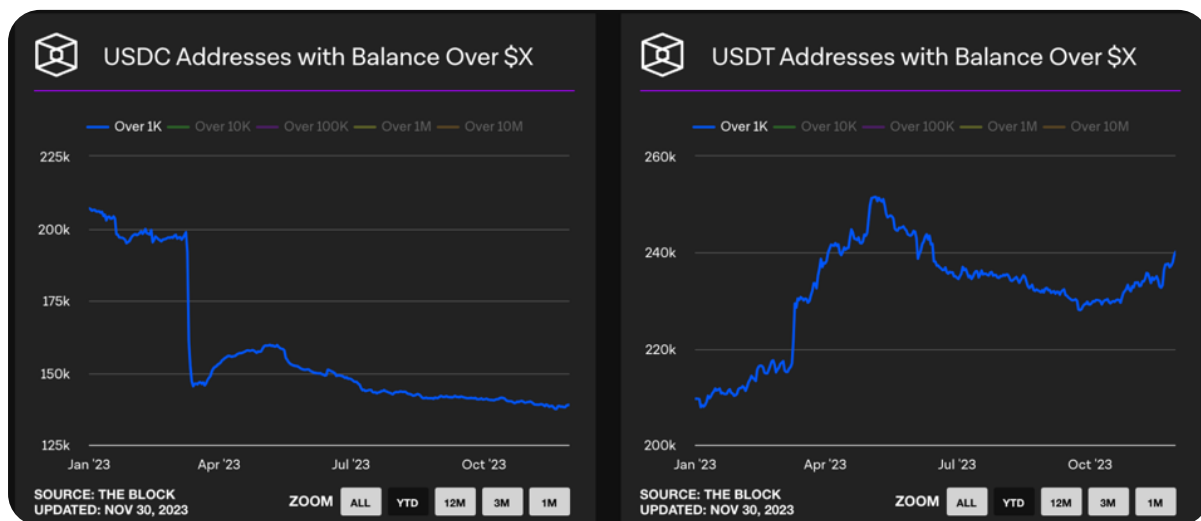 USDC Addresses with Balance Over $X
Over 1K Over 10K Over 100K Over 1M Over 10M
225k
200k
175k
150k
125k
Jan '23 Apr '23 Jul '23 Oct '23
SOURCE: THE BLOCK
UPDATED: NOV 30, 2023
ZOOM ALL YTD 12M 3M 1M
USDT Addresses with Balance Over $X
Over 1K Over 10K Over 100K Over 1M Over 10M
260k
240k
220k
200k
Jan '23 Apr '23 Jul '23 Oct '23
SOURCE: THE BLOCK
UPDATED: NOV 30, 2023
ZOOM ALL YTD 12M 3M 1M